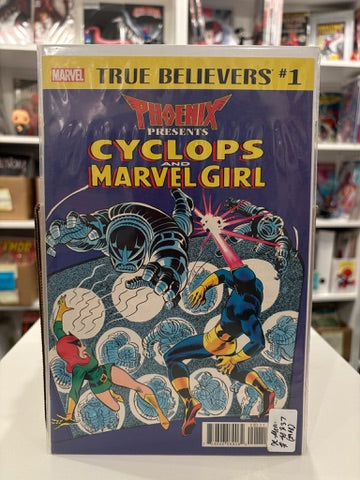 MARVEL
TRUE BELIEVERS #1
PHOENIX
PRESENTS
CYCLOPS
AND
MARVEL GIRL